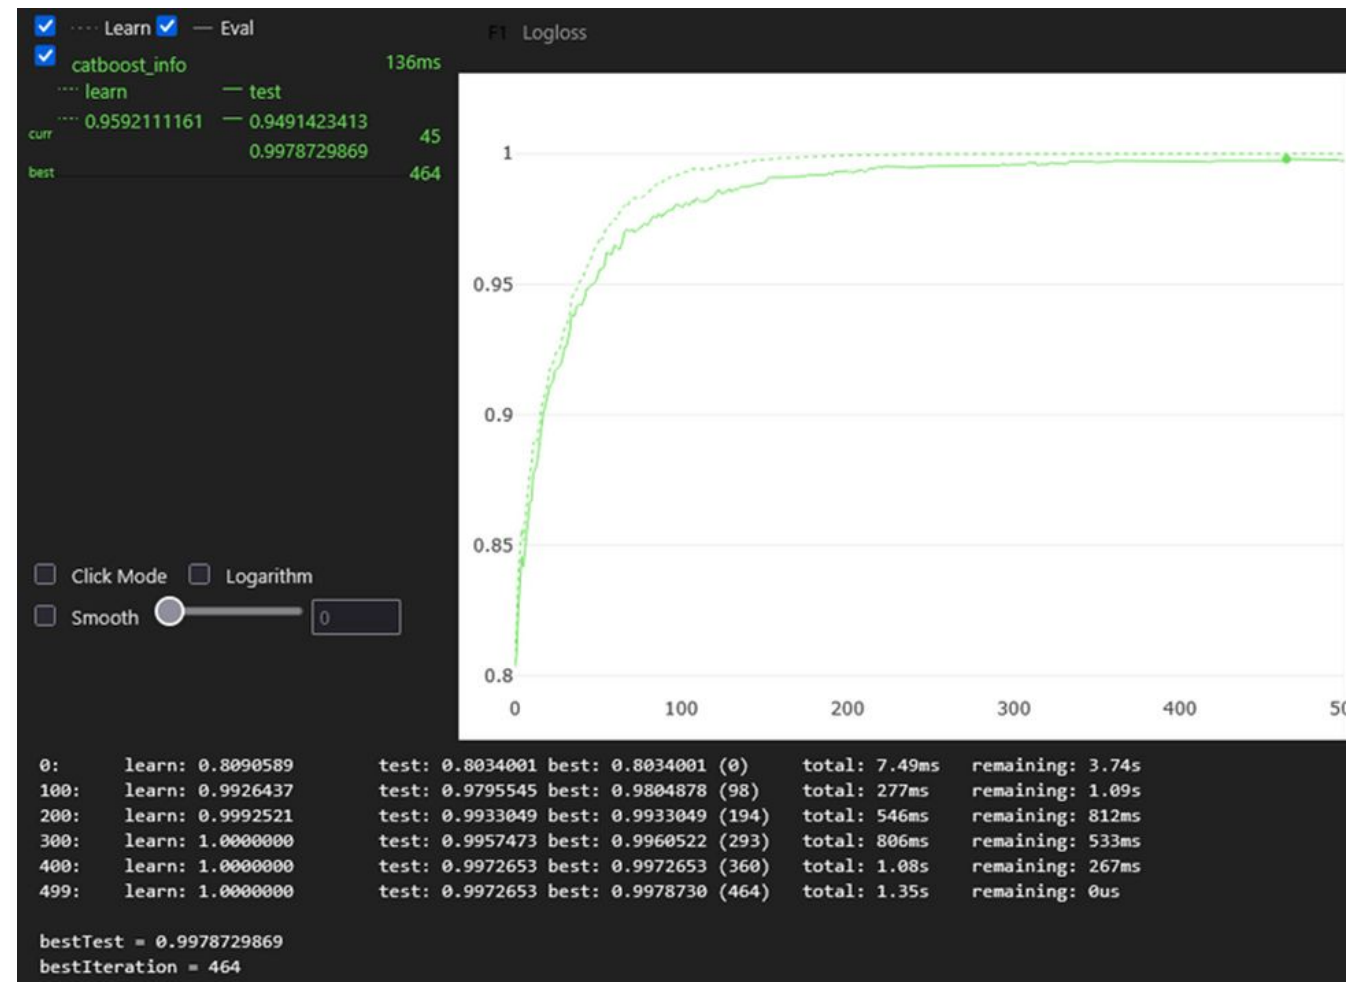 Learn Eval
catboost_info 136ms
learn test
curr 0.9592111161 0.9491423413 45
0.9978729869
best 464
Click Mode Logarithm
Smooth 0
F1 Logloss
1
0.95
0.9
0.85
0.8
0 100 200 300 400 50
0: learn: 0.8090589 test: 0.8034001 best: 0.8034001 (0) total: 7.49ms remaining: 3.74s
100: learn: 0.9926437 test: 0.9795545 best: 0.9804878 (98) total: 277ms remaining: 1.09s
200: learn: 0.9992521 test: 0.9933049 best: 0.9933049 (194) total: 546ms remaining: 812ms
300: learn: 1.0000000 test: 0.9957473 best: 0.9960522 (293) total: 806ms remaining: 533ms
400: learn: 1.0000000 test: 0.9972653 best: 0.9972653 (360) total: 1.08s remaining: 267ms
499: learn: 1.0000000 test: 0.9972653 best: 0.9978730 (464) total: 1.35s remaining: 0us
bestTest = 0.9978729869
bestIteration = 464